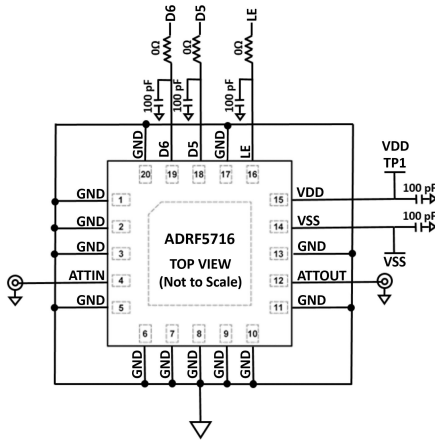 D6 D5 LE
0Ω 0Ω 0Ω
100 pF 100 pF 100 pF
GND D6 D5 GND LE
20 19 18 17 16
VDD
TP1
GND 1 15 VDD 100 pF
GND 2 14 VSS 100 pF
GND 3 ADRF5716 13 GND
VSS
ATTIN 4 TOP VIEW 12 ATTOUT
(Not to Scale)
GND 5 11 GND
6 7 8 9 10
GND GND GND GND GND